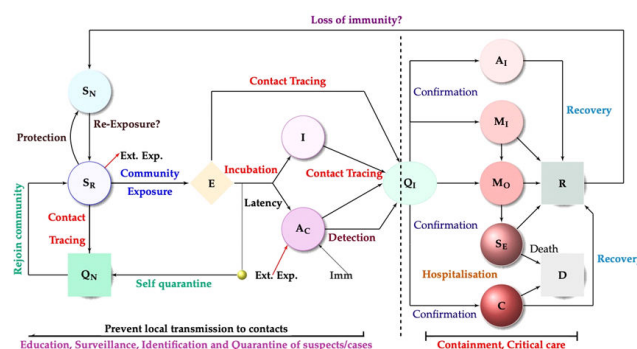 Loss of immunity?
S_N
A_I
Contact Tracing
Confirmation
Protection
Re-Exposure?
M_I
Recovery
Ext. Exp.
I
S_R
Community
Exposure
E
Incubation
Contact Tracing
Q_I
M_O
R
Rejoin community
Contact
Tracing
Latency
A_C
Detection
Confirmation
S_E
Death
Q_N
Self quarantine
Ext. Exp.
Imm
Hospitalisation
D
Recover
Confirmation
C
Prevent local transmission to contacts
Education, Surveillance, Identification and Quarantine of suspects/cases
Containment, Critical care